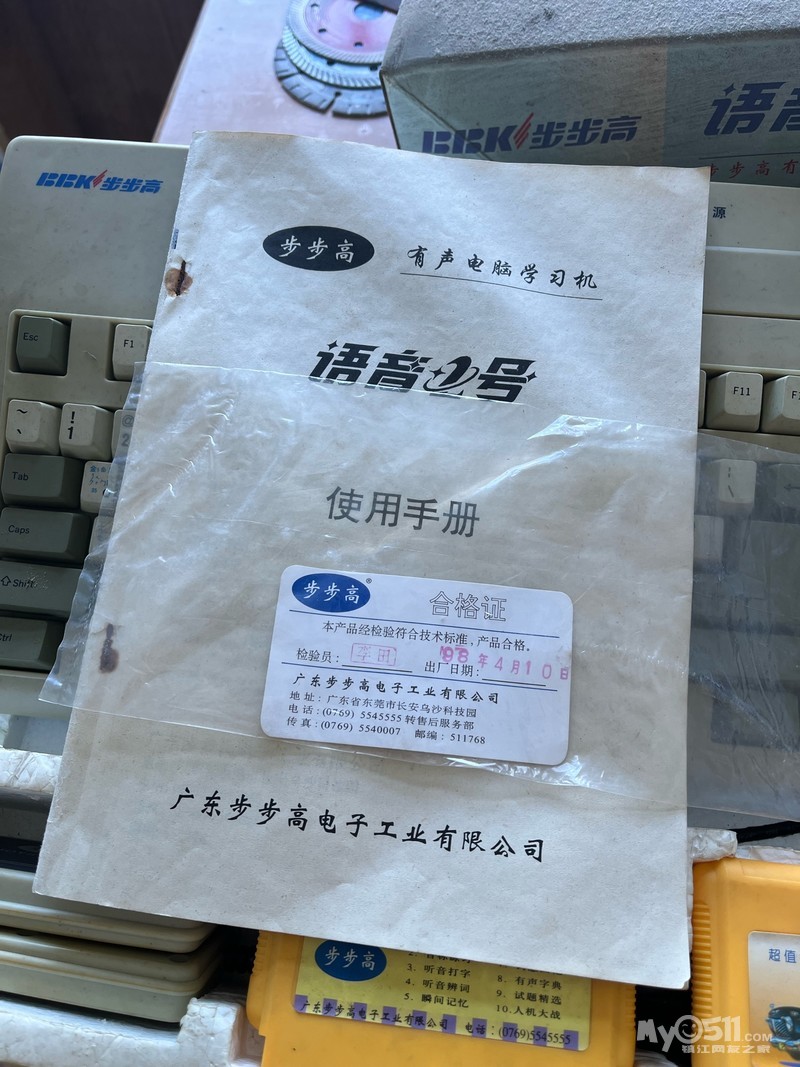 BBK步步高
语音
步步高有
BBK步步高
源
步步高
有声电脑学习机
语音2号
使用手册
Esc
F1
F11
~
!
1
@
2
Tab
Caps
Shift
Ctrl
步步高®
合格证
本产品经检验符合技术标准，产品合格。
检验员：李田 出厂日期：'98年4月10日
广东步步高电子工业有限公司
地址：广东省东莞市长安乌沙科技园
电话：(0769) 5545555 转售后服务部
传真：(0769) 5540007 邮编：511768
广东步步高电子工业有限公司
步步高
3. 听音打字
4. 听音辨词
5. 瞬间记忆
8. 有声字典
9. 试题精选
10. 人机大战
广东步步高电子工业有限公司 电话：(0769)5545555
超值
My0511.com
镇江网友之家